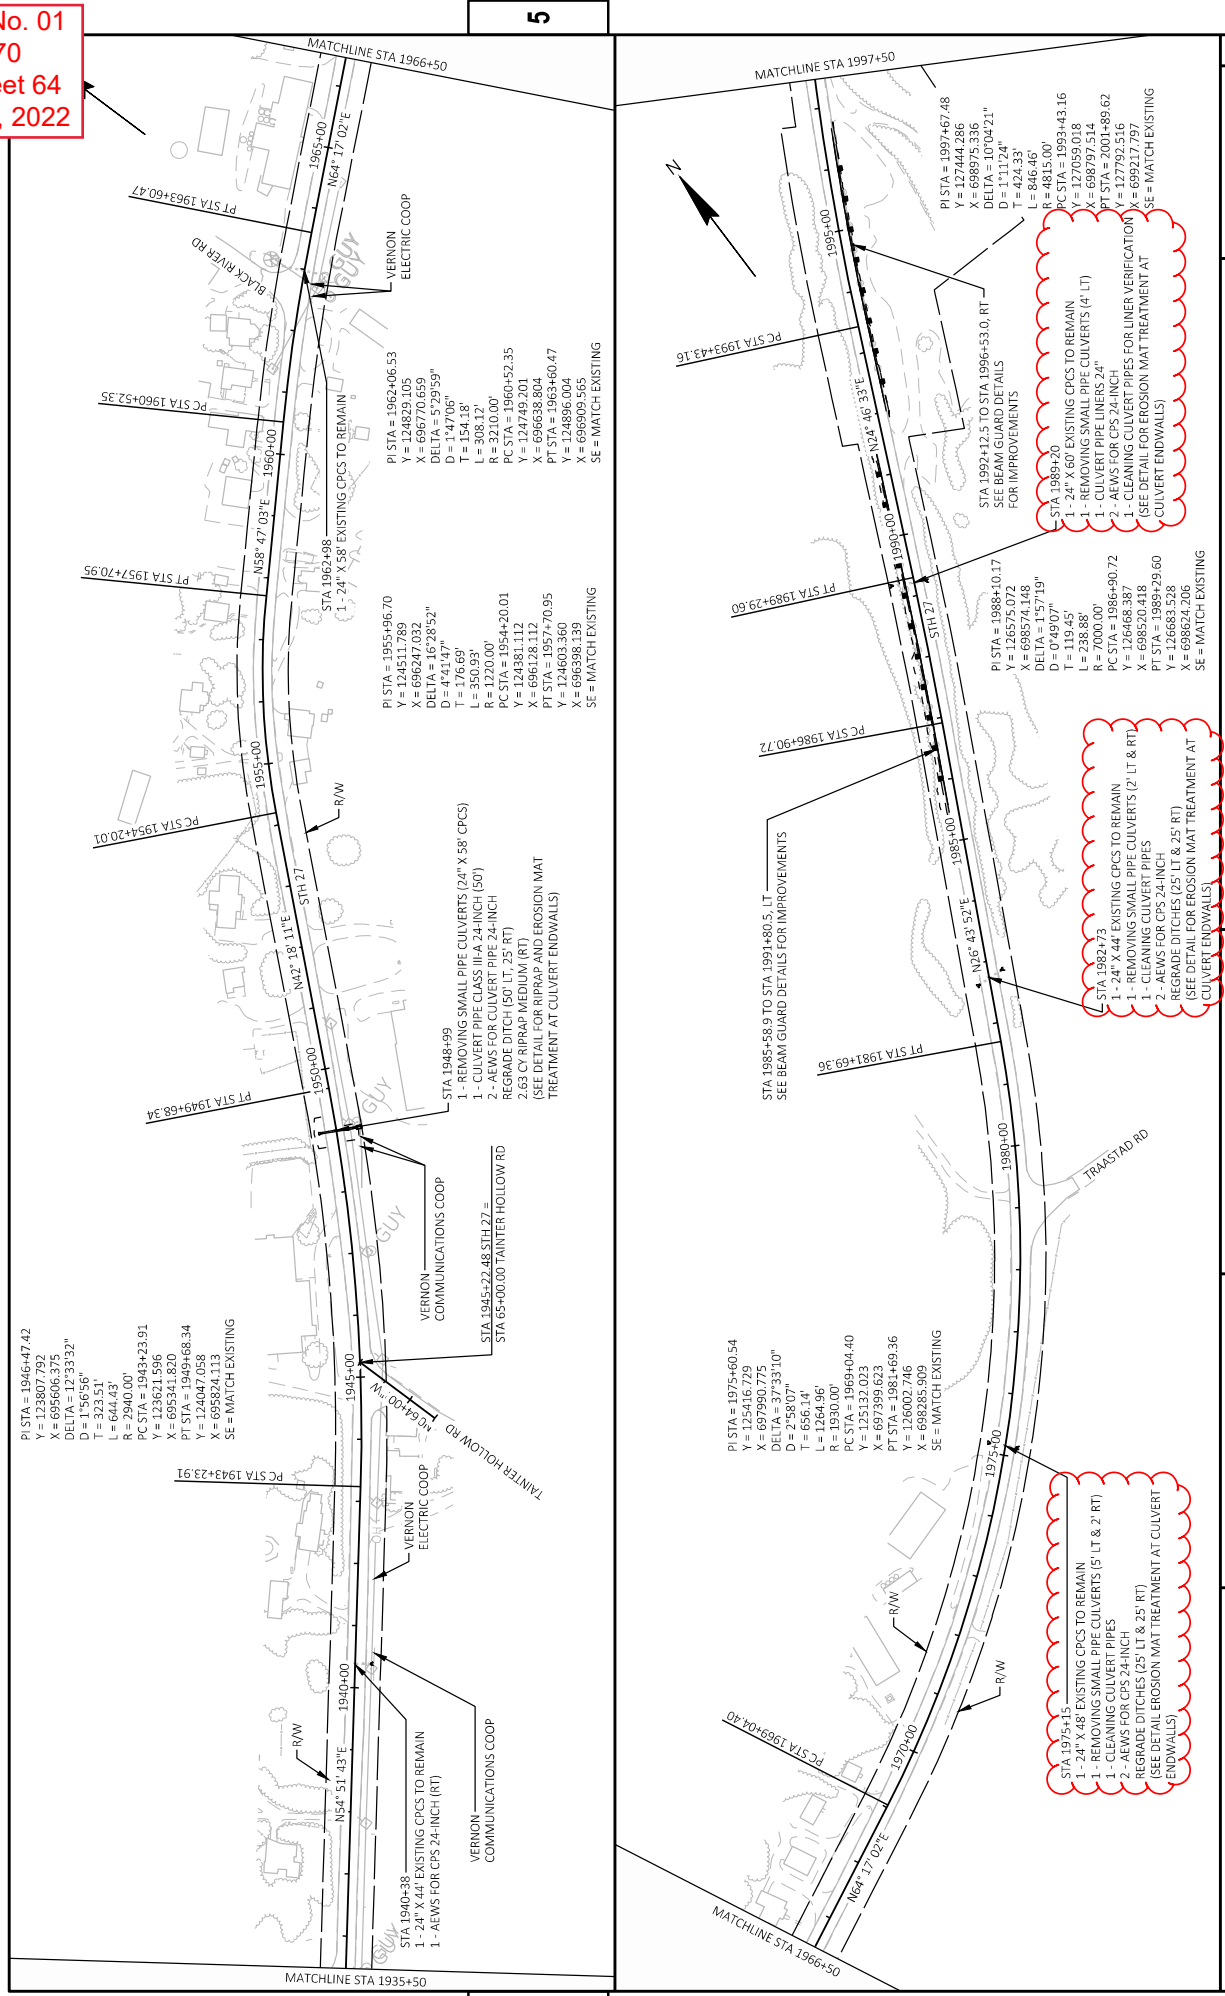 No. 01
70
eet 64
, 2022
5
MATCHLINE STA 1935+50
MATCHLINE STA 1966+50
PI STA = 1946+47.42
Y = 123807.792
X = 695606.375
DELTA = 12°33'32"
D = 1°56'56"
T = 323.51'
L = 644.43'
R = 2940.00'
PC STA = 1943+23.91
Y = 123621.596
X = 695341.820
PT STA = 1949+68.34
Y = 124047.058
X = 695824.113
SE = MATCH EXISTING
PI STA = 1955+96.70
Y = 124511.789
X = 696247.032
DELTA = 16°28'52"
D = 4°41'47"
T = 176.69'
L = 350.93'
R = 1220.00'
PC STA = 1954+20.01
Y = 124381.112
X = 696128.112
PT STA = 1957+70.95
Y = 124603.360
X = 696398.139
SE = MATCH EXISTING
PI STA = 1962+06.53
Y = 124829.105
X = 696770.659
DELTA = 5°29'59"
D = 1°47'06"
T = 154.18'
L = 308.12'
R = 3210.00'
PC STA = 1960+52.35
Y = 124749.201
X = 696638.804
PT STA = 1963+60.47
Y = 124896.004
X = 696909.565
SE = MATCH EXISTING
PC STA 1943+23.91
PT STA 1949+68.34
PC STA 1954+20.01
PT STA 1957+70.95
PC STA 1960+52.35
PT STA 1963+60.47
BLACK RIVER RD
R/W
N54° 51' 43"E
1940+00
1945+00
1950+00
N42° 18' 11"E
STH 27
1955+00
N58° 47' 03"E
1960+00
1965+00
N64° 17' 02"E
R/W
GUY
GUY
GUY
GUY
GUY
64+00
TAINTER HOLLOW RD
STA 1940+38
1 - 24" X 44' EXISTING CPCS TO REMAIN
1 - AEWS FOR CPS 24-INCH (RT)
VERNON
COMMUNICATIONS COOP
VERNON
ELECTRIC COOP
STA 1945+22.48 STH 27 =
STA 65+00.00 TAINTER HOLLOW RD
VERNON
COMMUNICATIONS COOP
STA 1948+99
1 - REMOVING SMALL PIPE CULVERTS (24" X 58' CPCS)
1 - CULVERT PIPE CLASS III-A 24-INCH (50')
2 - AEWS FOR CULVERT PIPE 24-INCH
REGRADE DITCH (50' LT, 25' RT)
2.63 CY RIPRAP MEDIUM (RT)
(SEE DETAIL FOR RIPRAP AND EROSION MAT
TREATMENT AT CULVERT ENDWALLS)
STA 1962+98
1 - 24" X 58' EXISTING CPCS TO REMAIN
VERNON
ELECTRIC COOP
MATCHLINE STA 1966+50
MATCHLINE STA 1997+50
N
PI STA = 1975+60.54
Y = 125416.729
X = 697990.775
DELTA = 37°33'10"
D = 2°58'07"
T = 656.14'
L = 1264.96'
R = 1930.00'
PC STA = 1969+04.40
Y = 125132.023
X = 697399.623
PT STA = 1981+69.36
Y = 126002.746
X = 698285.909
SE = MATCH EXISTING
STA 1985+58.9 TO STA 1991+80.5, LT
SEE BEAM GUARD DETAILS FOR IMPROVEMENTS
PC STA 1969+04.40
PT STA 1981+69.36
PC STA 1986+90.72
PT STA 1989+29.60
PC STA 1993+43.16
R/W
R/W
N64° 17' 02"E
1970+00
1975+00
1980+00
TRAASTAD RD
N26° 43' 52"E
1985+00
STH 27
1990+00
N24° 46' 33"E
1995+00
STA 1975+15
1 - 24" X 48' EXISTING CPCS TO REMAIN
1 - REMOVING SMALL PIPE CULVERTS (5' LT & 2' RT)
1 - CLEANING CULVERT PIPES
2 - AEWS FOR CPS 24-INCH
REGRADE DITCHES (25' LT & 25' RT)
(SEE DETAIL EROSION MAT TREATMENT AT CULVERT
ENDWALLS)
STA 1982+73
1 - 24" X 44' EXISTING CPCS TO REMAIN
1 - REMOVING SMALL PIPE CULVERTS (2' LT & RT)
1 - CLEANING CULVERT PIPES
2 - AEWS FOR CPS 24-INCH
REGRADE DITCHES (25' LT & 25' RT)
(SEE DETAIL FOR EROSION MAT TREATMENT AT
CULVERT ENDWALLS)
PI STA = 1988+10.17
Y = 126575.072
X = 698574.148
DELTA = 1°57'19"
D = 0°49'07"
T = 119.45'
L = 238.88'
R = 7000.00'
PC STA = 1986+90.72
Y = 126468.387
X = 698520.418
PT STA = 1989+29.60
Y = 126683.528
X = 698624.206
SE = MATCH EXISTING
STA 1992+12.5 TO STA 1996+53.0, RT
SEE BEAM GUARD DETAILS
FOR IMPROVEMENTS
STA 1989+20
1 - 24" X 60' EXISTING CPCS TO REMAIN
1 - REMOVING SMALL PIPE CULVERTS (4' LT)
1 - CULVERT PIPE LINERS 24"
2 - AEWS FOR CPS 24-INCH
1 - CLEANING CULVERT PIPES FOR LINER VERIFICATION
(SEE DETAIL FOR EROSION MAT TREATMENT AT
CULVERT ENDWALLS)
PI STA = 1997+67.48
Y = 127444.286
X = 698975.336
DELTA = 10°04'21"
D = 1°11'24"
T = 424.33'
L = 846.46'
R = 4815.00'
PC STA = 1993+43.16
Y = 127059.018
X = 698797.514
PT STA = 2001+89.62
Y = 127792.516
X = 699217.797
SE = MATCH EXISTING